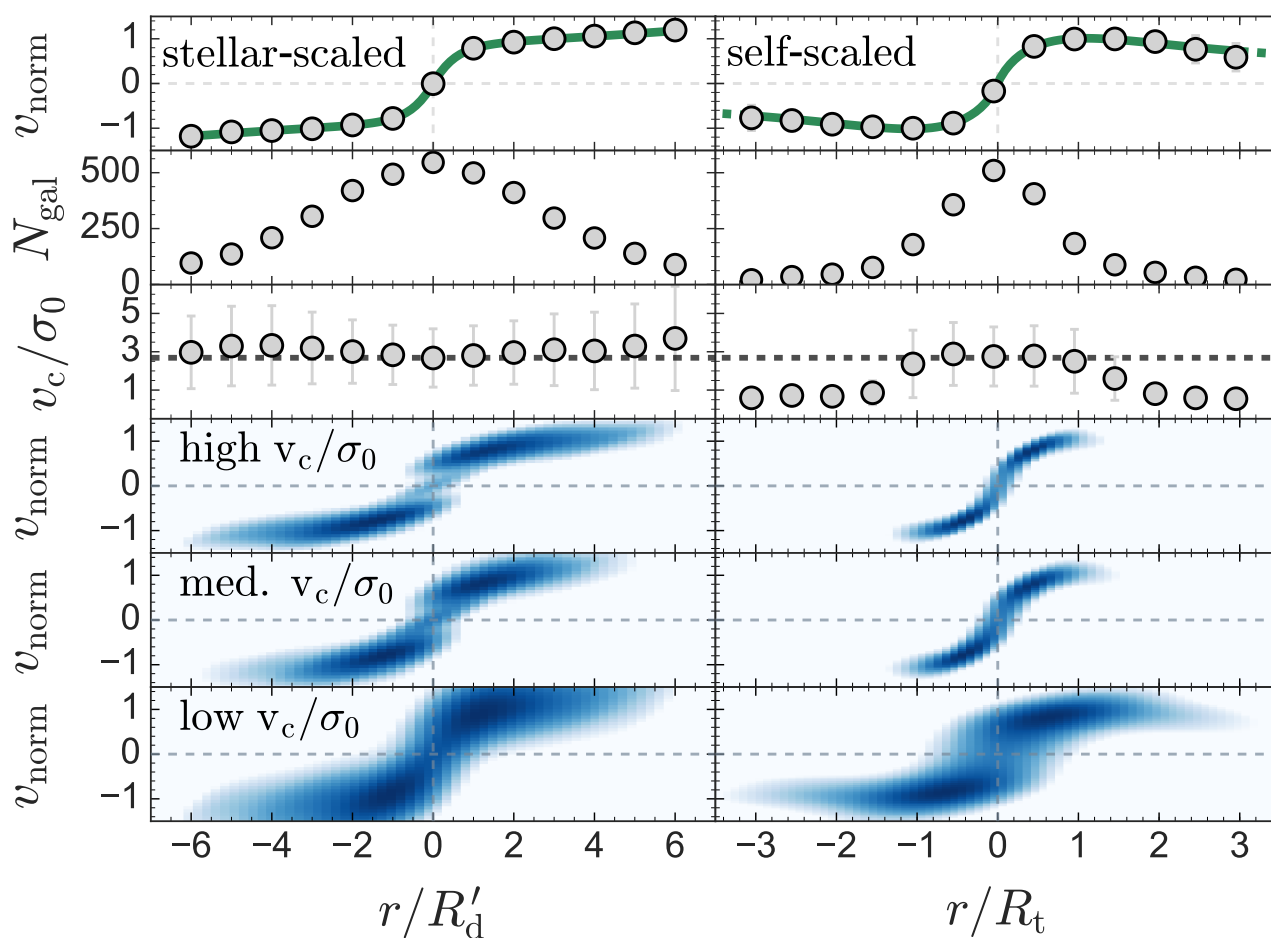 v_norm 1 0 −1 stellar-scaled self-scaled
N_gal 500 250 0
v_c/σ_0 5 3 1
v_norm 1 0 −1 high v_c/σ_0
v_norm 1 0 −1 med. v_c/σ_0
v_norm 1 0 −1 low v_c/σ_0
−6 −4 −2 0 2 4 6 −3 −2 −1 0 1 2 3
r/R′_d r/R_t